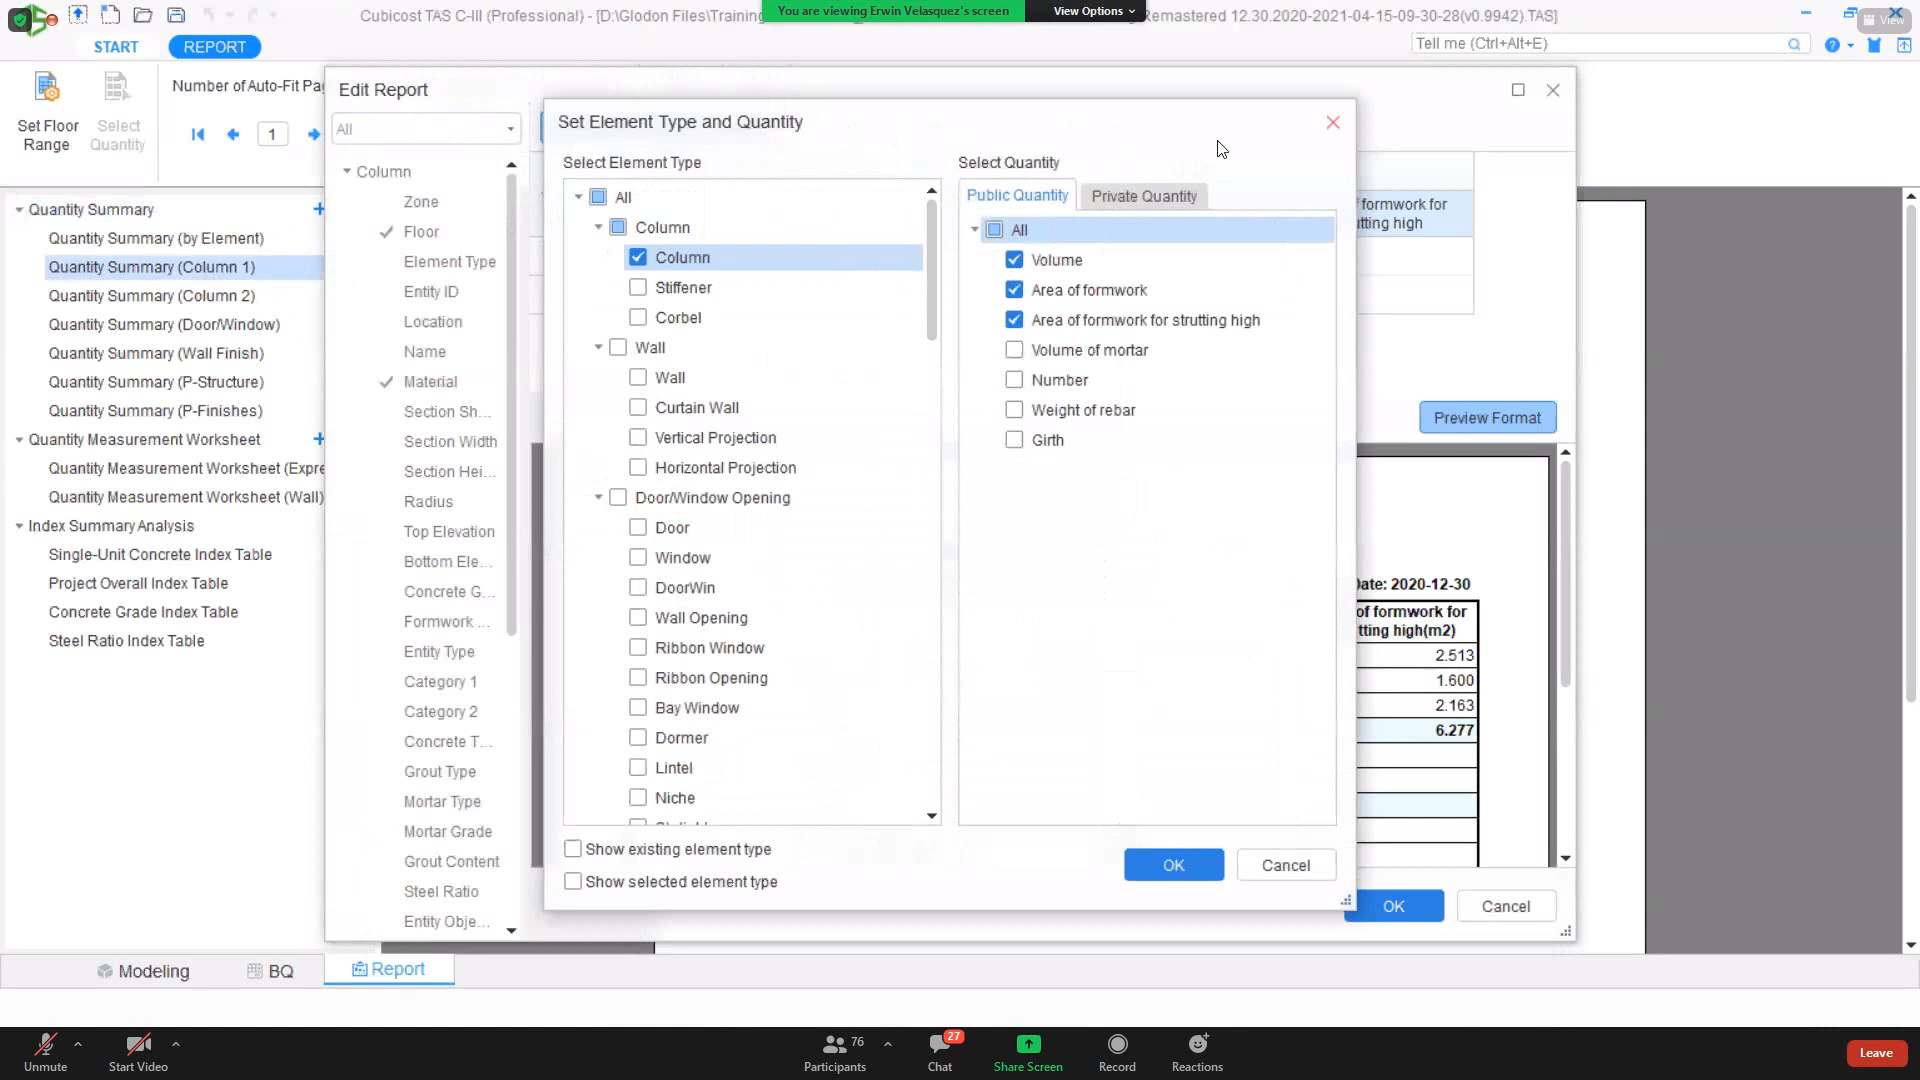 Cubicost TAS C-III (Professional) - [D:\Glodon Files\Training
You are viewing Erwin Velasquez's screen
View Options
Remastered 12.30.2020-2021-04-15-09-30-28(v0.9942).TAS]
View
START
REPORT
Tell me (Ctrl+Alt+E)
Set Floor
Range
Select
Quantity
Number of Auto-Fit Pa
1
Edit Report
All
Set Element Type and Quantity
Select Element Type
Select Quantity
Public Quantity
Private Quantity
Quantity Summary
Quantity Summary (by Element)
Quantity Summary (Column 1)
Quantity Summary (Column 2)
Quantity Summary (Door/Window)
Quantity Summary (Wall Finish)
Quantity Summary (P-Structure)
Quantity Summary (P-Finishes)
Quantity Measurement Worksheet
Quantity Measurement Worksheet (Expre
Quantity Measurement Worksheet (Wall)
Index Summary Analysis
Single-Unit Concrete Index Table
Project Overall Index Table
Concrete Grade Index Table
Steel Ratio Index Table
Column
Zone
Floor
Element Type
Entity ID
Location
Name
Material
Section Sh...
Section Width
Section Hei...
Radius
Top Elevation
Bottom Ele...
Concrete G...
Formwork ...
Entity Type
Category 1
Category 2
Concrete T...
Grout Type
Mortar Type
Mortar Grade
Grout Content
Steel Ratio
Entity Obje...
All
Column
Column
Stiffener
Corbel
Wall
Wall
Curtain Wall
Vertical Projection
Horizontal Projection
Door/Window Opening
Door
Window
DoorWin
Wall Opening
Ribbon Window
Ribbon Opening
Bay Window
Dormer
Lintel
Niche
All
Volume
Area of formwork
Area of formwork for strutting high
Volume of mortar
Number
Weight of rebar
Girth
Show existing element type
Show selected element type
OK
Cancel
formwork for
tting high
Preview Format
Date: 2020-12-30
of formwork for
tting high(m2)
2.513
1.600
2.163
6.277
OK
Cancel
Modeling
BQ
Report
Unmute
Start Video
76
Participants
27
Chat
Share Screen
Record
Reactions
Leave